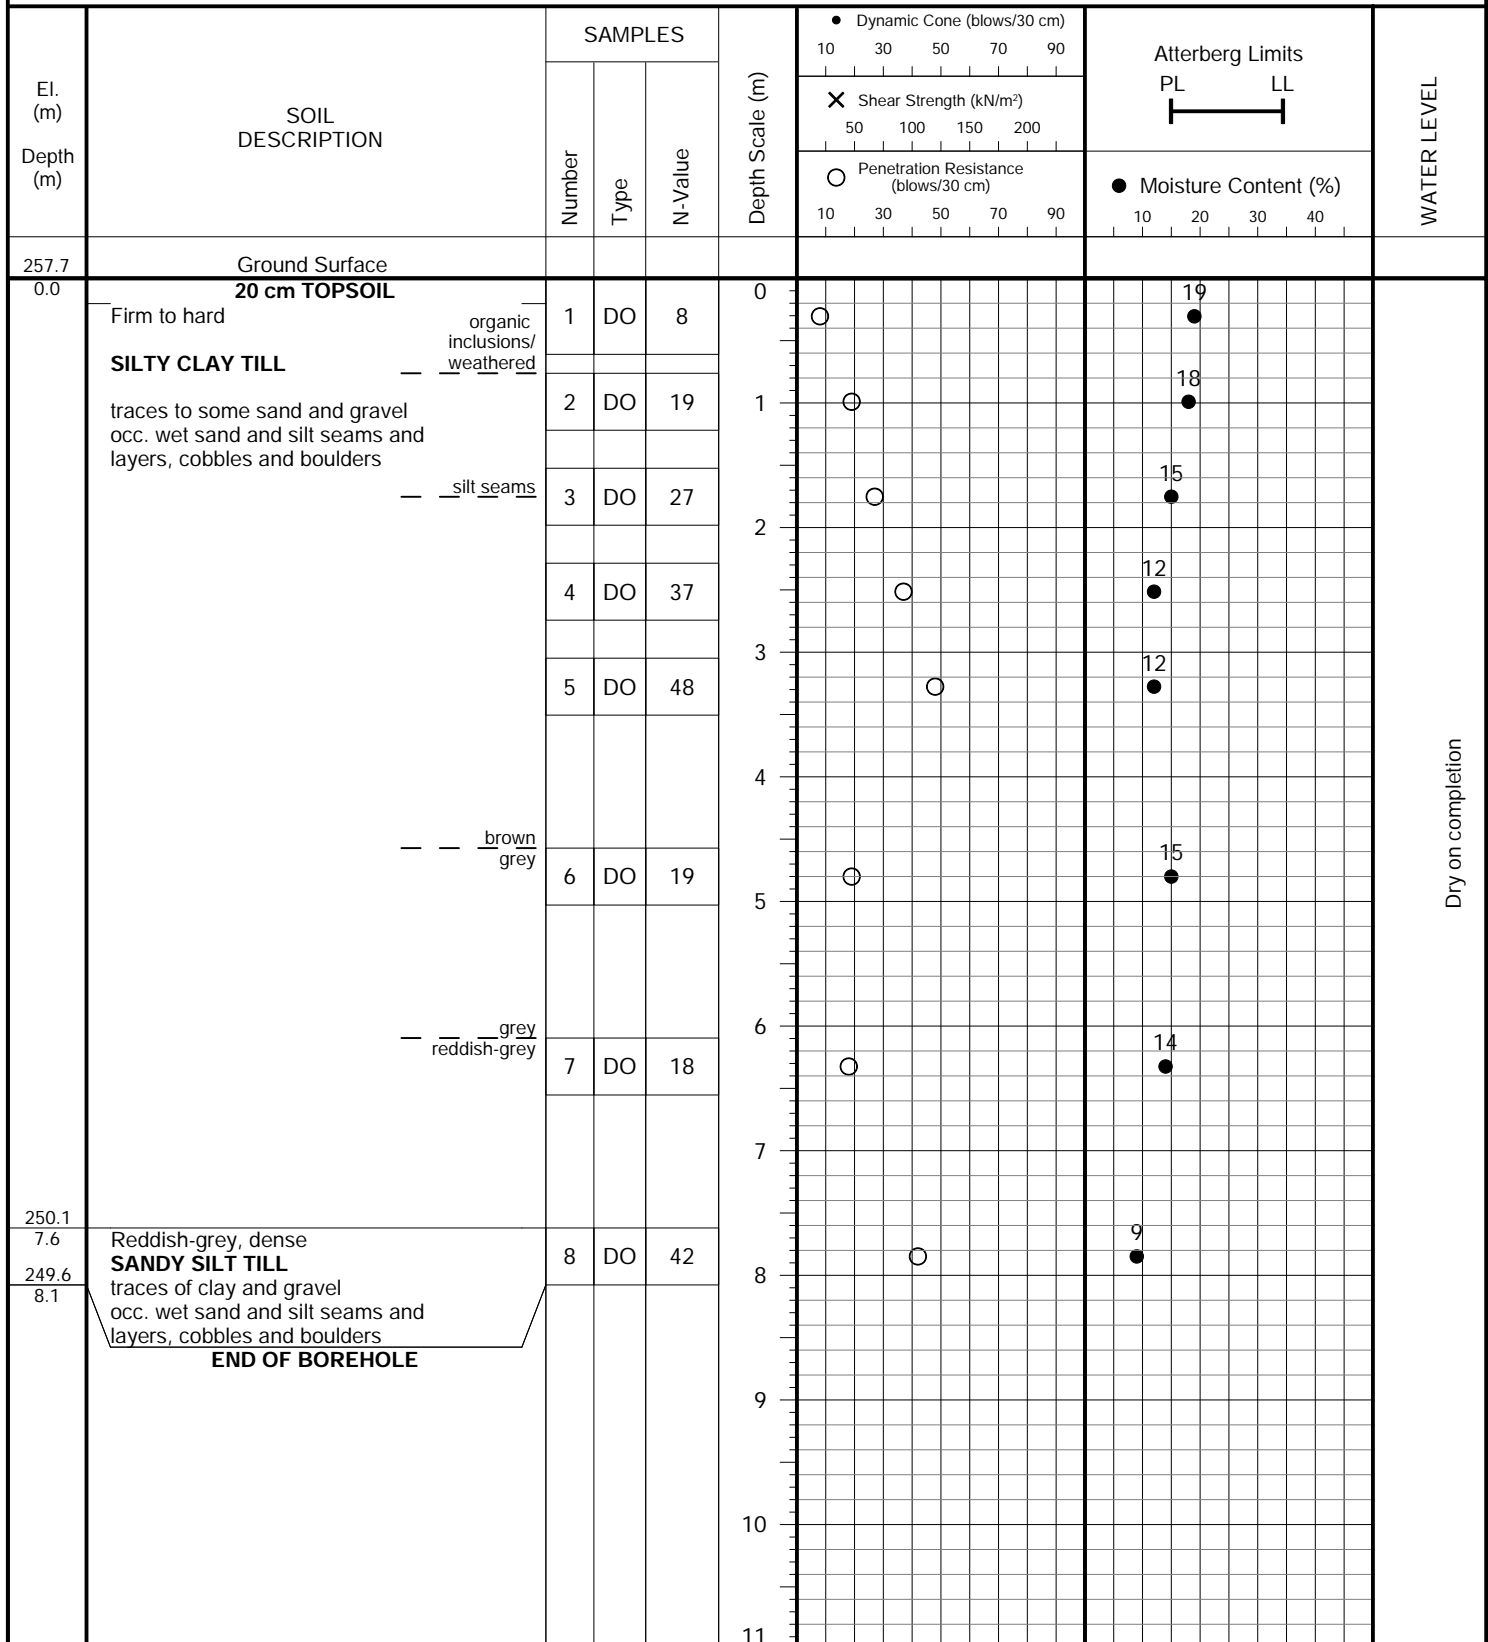 El.
(m)
Depth
(m)
SOIL
DESCRIPTION
SAMPLES
Number
Type
N-Value
Depth Scale (m)
Dynamic Cone (blows/30 cm)
10 30 50 70 90
Shear Strength (kN/m²)
50 100 150 200
Penetration Resistance
(blows/30 cm)
10 30 50 70 90
Atterberg Limits
PL LL
Moisture Content (%)
10 20 30 40
WATER LEVEL
257.7 Ground Surface
0.0 20 cm TOPSOIL 0
19
Firm to hard 1 DO 8
organic
inclusions/
weathered
SILTY CLAY TILL
18
traces to some sand and gravel 2 DO 19 1
occ. wet sand and silt seams and
layers, cobbles and boulders
15
silt seams 3 DO 27
2
12
4 DO 37
3
12
5 DO 48
4
Dry on completion
brown
grey
15
6 DO 19
5
6
grey
reddish-grey
14
7 DO 18
7
250.1
7.6 Reddish-grey, dense
9
SANDY SILT TILL 8 DO 42
249.6 8
8.1 traces of clay and gravel
occ. wet sand and silt seams and
layers, cobbles and boulders
END OF BOREHOLE
9
10
11